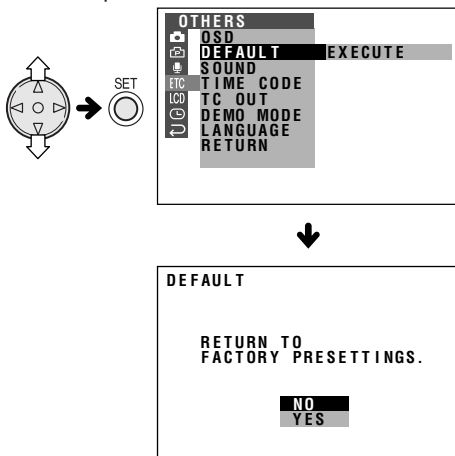 SET
OTHERS
OSD
DEFAULT EXECUTE
SOUND
ETC TIME CODE
LCD TC OUT
DEMO MODE
LANGUAGE
RETURN
DEFAULT
RETURN TO
FACTORY PRESETTINGS.
NO
YES